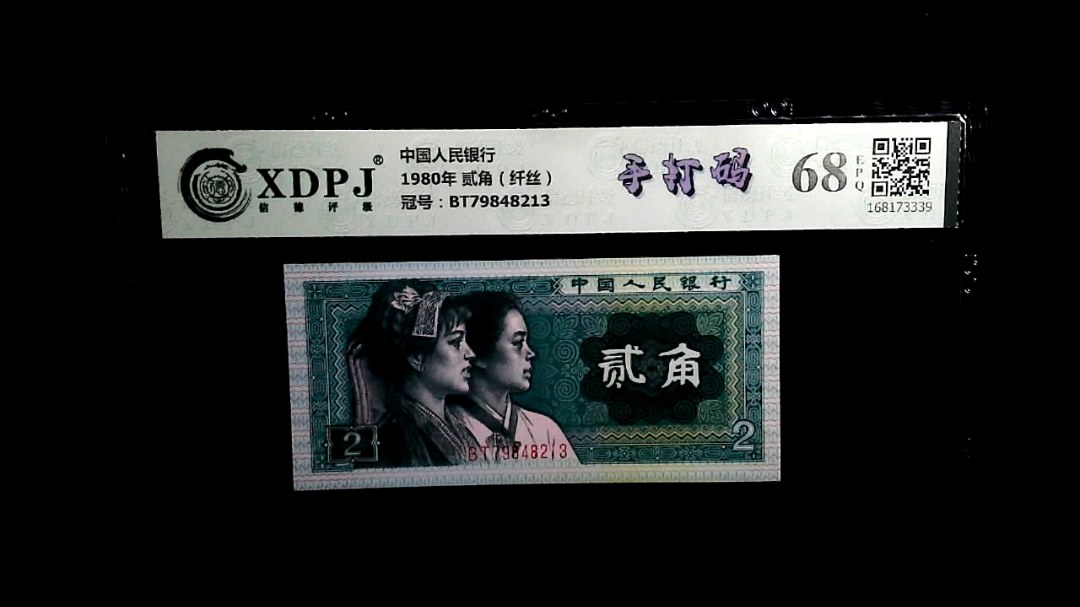 XDPJ®
信德评级
中国人民银行
1980年 贰角（纤丝）
冠号：BT79848213
手打码
68
EPQ
168173339
中国人民银行
贰角
2
2
BT79848213